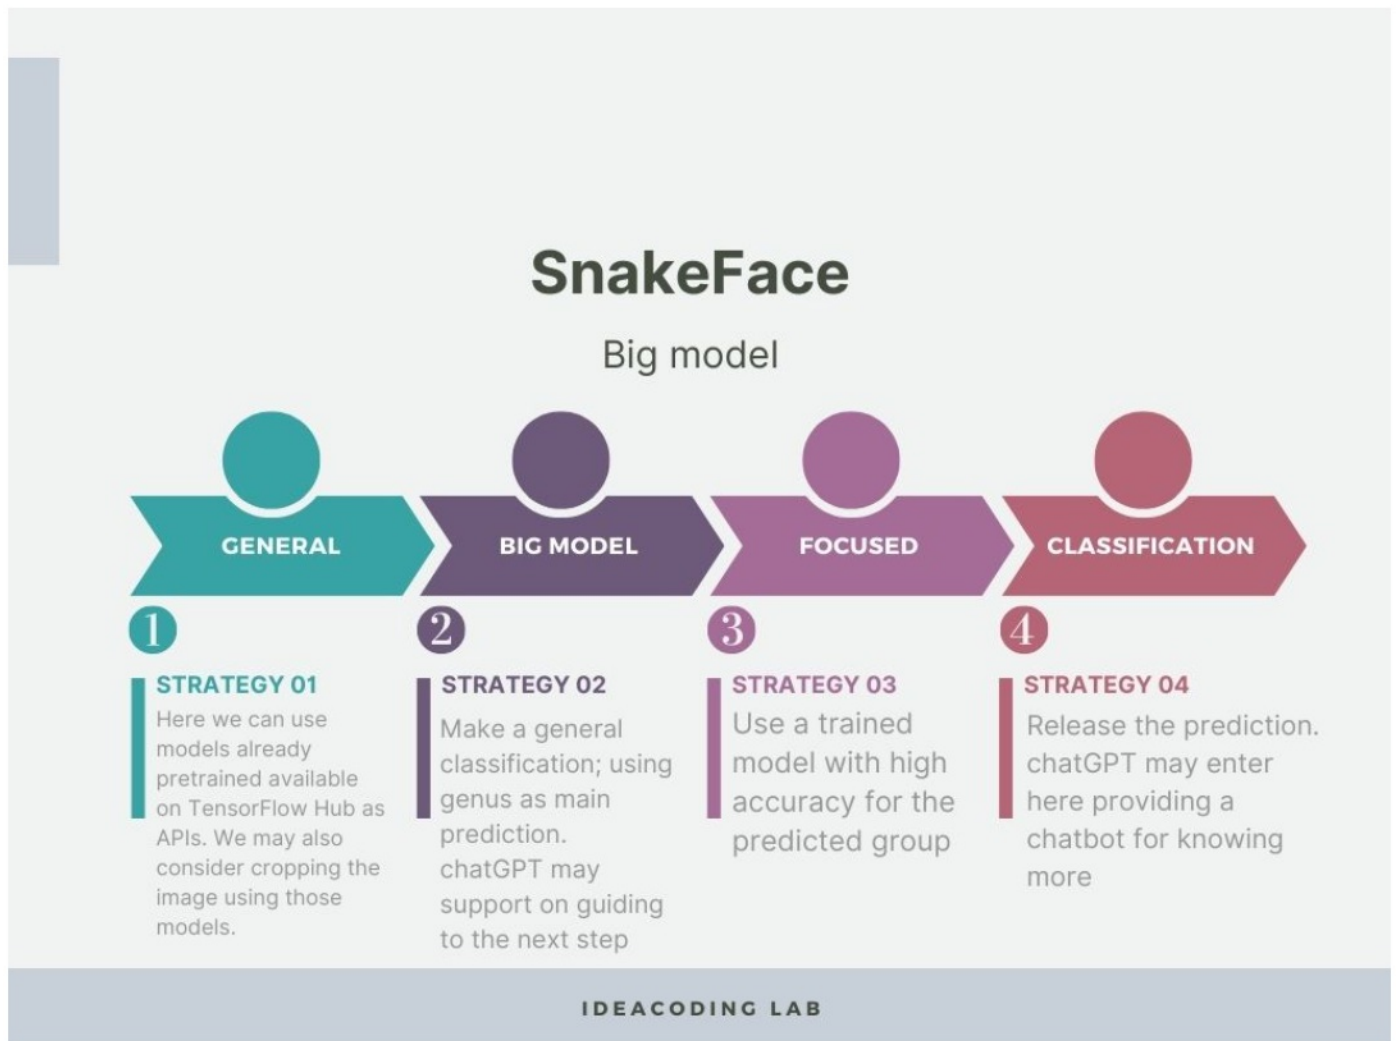 SnakeFace
Big model
GENERAL
BIG MODEL
FOCUSED
CLASSIFICATION
1
STRATEGY 01
Here we can use
models already
pretrained available
on TensorFlow Hub as
APIs. We may also
consider cropping the
image using those
models.
2
STRATEGY 02
Make a general
classification; using
genus as main
prediction.
chatGPT may
support on guiding
to the next step
3
STRATEGY 03
Use a trained
model with high
accuracy for the
predicted group
4
STRATEGY 04
Release the prediction.
chatGPT may enter
here providing a
chatbot for knowing
more
IDEACODING LAB